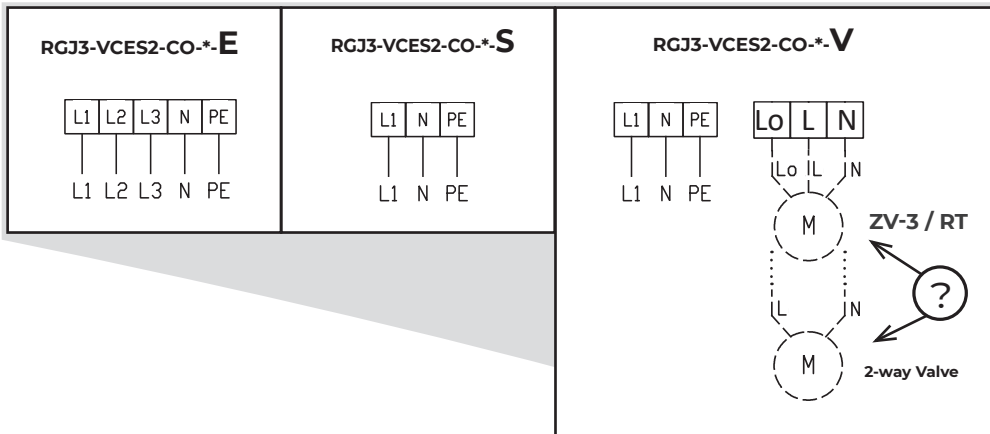 RGJ3-VCES2-CO-*-E
L1 L2 L3 N PE
L1 L2 L3 N PE
RGJ3-VCES2-CO-*-S
L1 N PE
L1 N PE
RGJ3-VCES2-CO-*-V
L1 N PE
L1 N PE
Lo L N
Lo L N
M
ZV-3 / RT
?
L N
M
2-way Valve